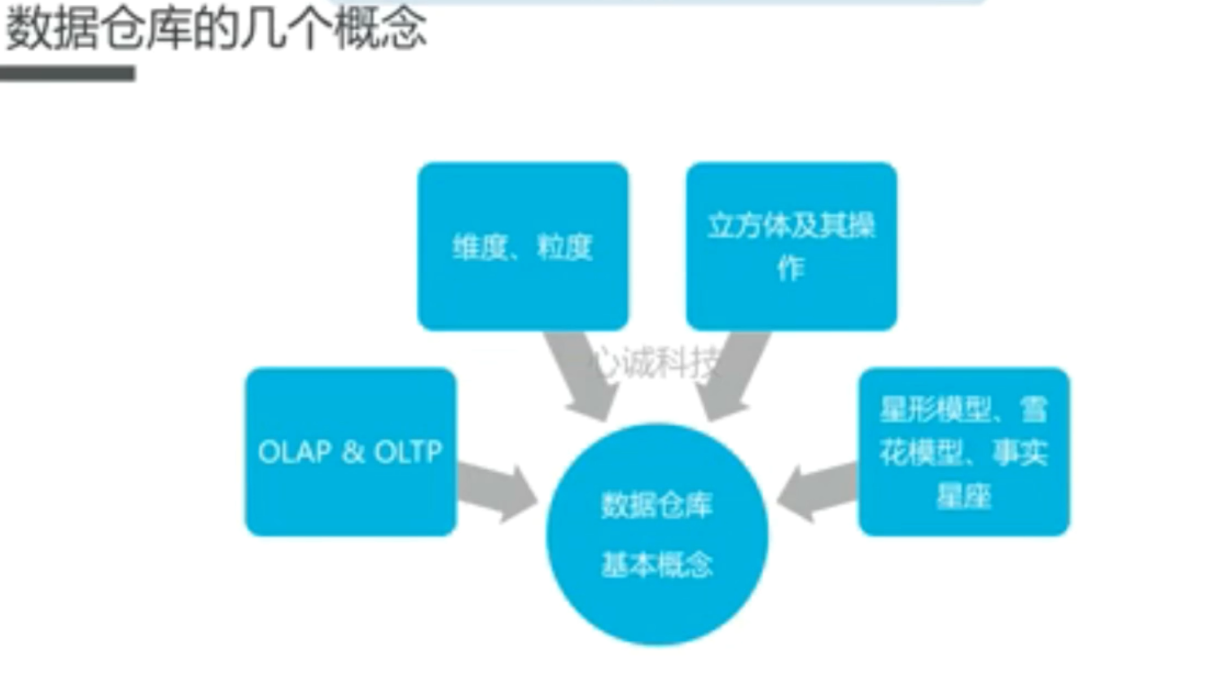 数据仓库的几个概念
维度、粒度
立方体及其操
作
心诚科技
OLAP & OLTP
星形模型、雪
花模型、事实
星座
数据仓库
基本概念